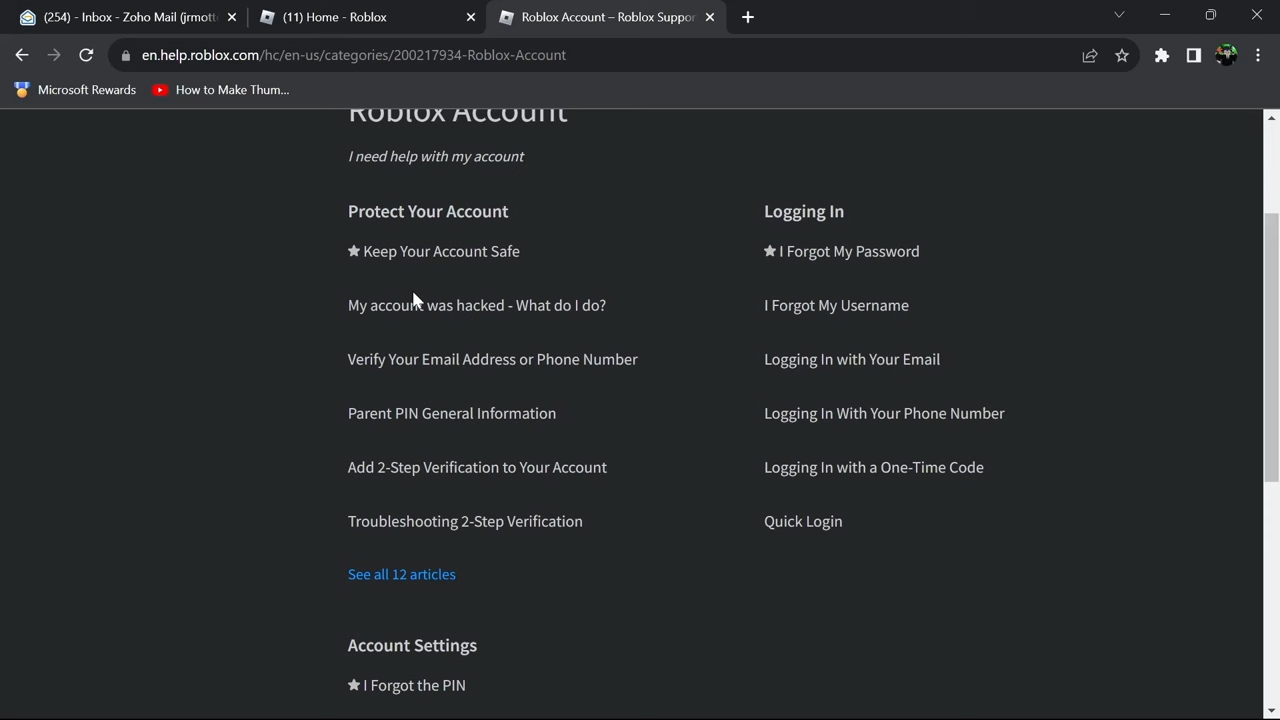 (254) - Inbox - Zoho Mail (jrmott
(11) Home - Roblox
Roblox Account – Roblox Suppor
en.help.roblox.com/hc/en-us/categories/200217934-Roblox-Account
Microsoft Rewards
How to Make Thum...
Roblox Account
I need help with my account
Protect Your Account
Keep Your Account Safe
My account was hacked - What do I do?
Verify Your Email Address or Phone Number
Parent PIN General Information
Add 2-Step Verification to Your Account
Troubleshooting 2-Step Verification
See all 12 articles
Logging In
I Forgot My Password
I Forgot My Username
Logging In with Your Email
Logging In With Your Phone Number
Logging In with a One-Time Code
Quick Login
Account Settings
I Forgot the PIN